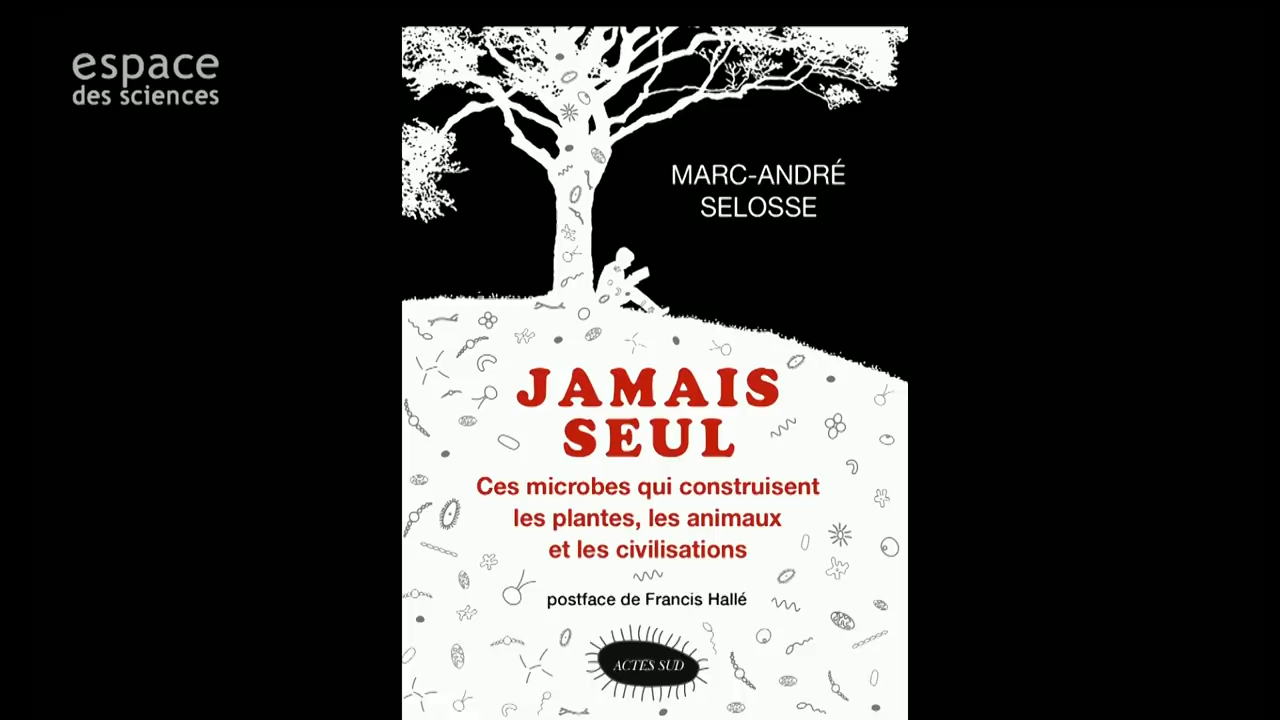 espace
des sciences
MARC-ANDRÉ
SELOSSE
JAMAIS
SEUL
Ces microbes qui construisent
les plantes, les animaux
et les civilisations
postface de Francis Hallé
ACTES SUD